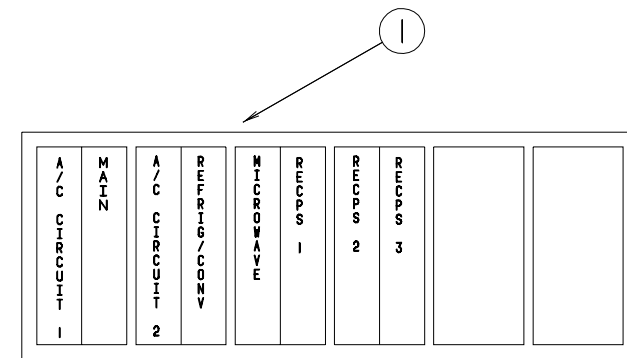 1
A/C CIRCUIT 1
MAIN
A/C CIRCUIT 2
REFRIG/CONV
MICROWAVE
RECPS 1
RECPS 2
RECPS 3